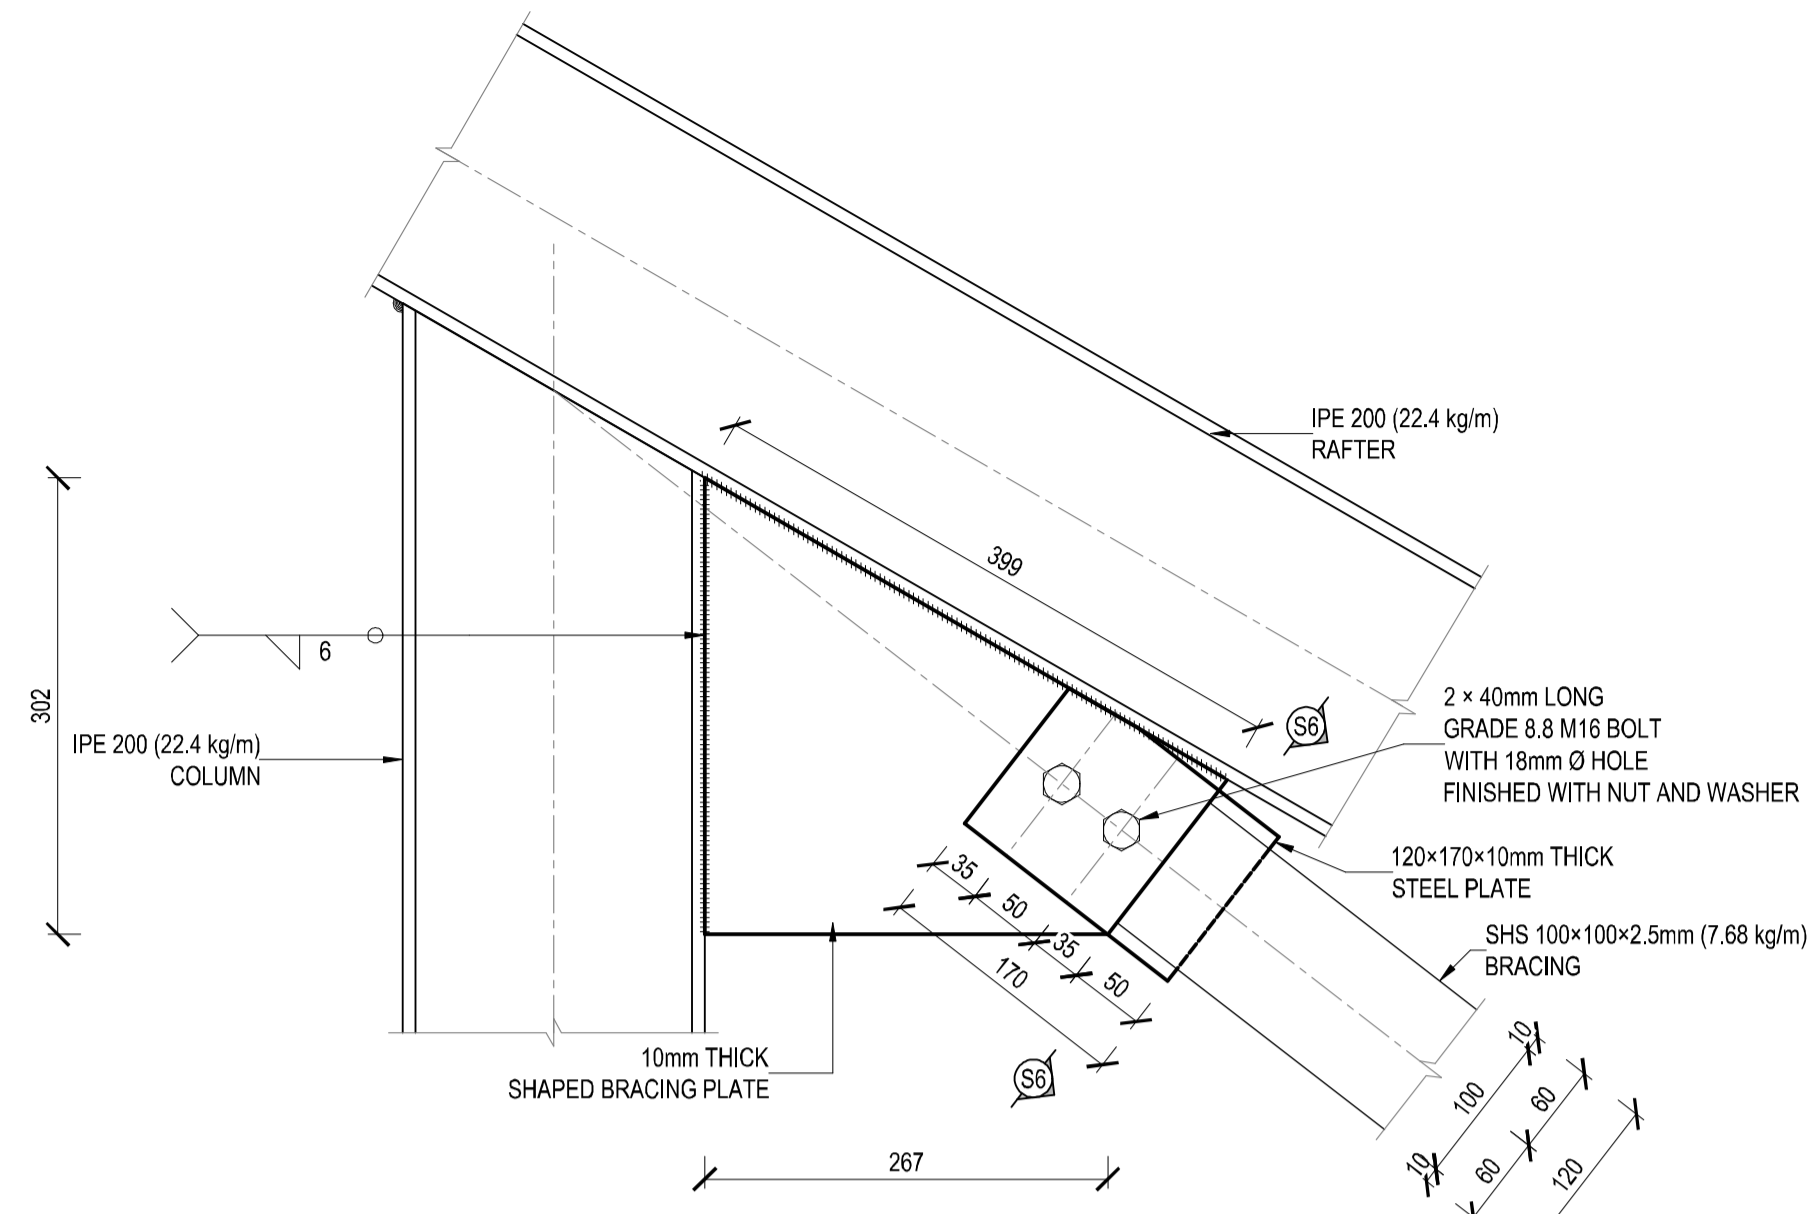 IPE 200 (22.4 kg/m)
RAFTER
399
6
302
IPE 200 (22.4 kg/m)
COLUMN
S6
2 × 40mm LONG
GRADE 8.8 M16 BOLT
WITH 18mm Ø HOLE
FINISHED WITH NUT AND WASHER
120×170×10mm THICK
STEEL PLATE
35
50
35
50
170
SHS 100×100×2.5mm (7.68 kg/m)
BRACING
10mm THICK
SHAPED BRACING PLATE
S6
267
10
100
10
60
60
120